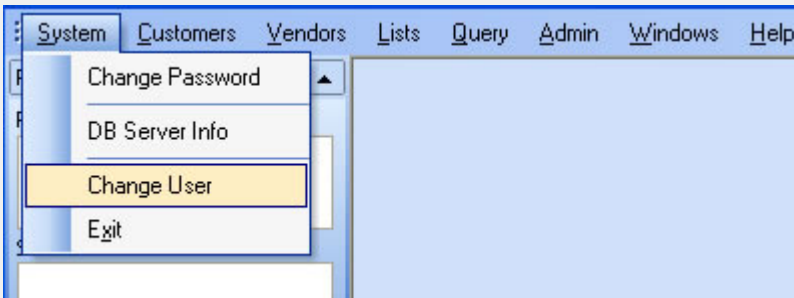 System Customers Vendors Lists Query Admin Windows Help
Change Password
DB Server Info
Change User
Exit